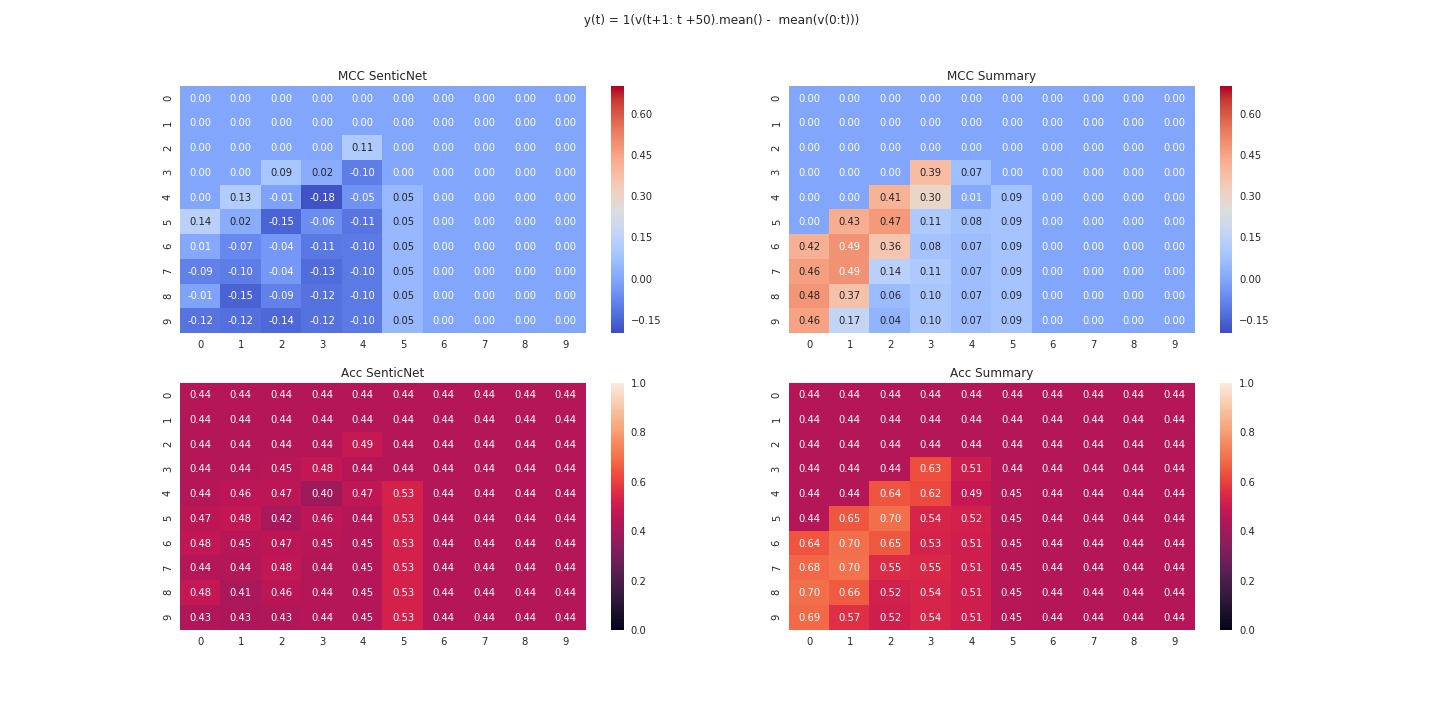 y(t) = 1(v(t+1: t +50).mean() - mean(v(0:t)))
MCC SenticNet
0 0.00 0.00 0.00 0.00 0.00 0.00 0.00 0.00 0.00 0.00
1 0.00 0.00 0.00 0.00 0.00 0.00 0.00 0.00 0.00 0.00
2 0.00 0.00 0.00 0.00 0.11 0.00 0.00 0.00 0.00 0.00
3 0.00 0.00 0.09 0.02 -0.10 0.00 0.00 0.00 0.00 0.00
4 0.00 0.13 -0.01 -0.18 -0.05 0.05 0.00 0.00 0.00 0.00
5 0.14 0.02 -0.15 -0.06 -0.11 0.05 0.00 0.00 0.00 0.00
6 0.01 -0.07 -0.04 -0.11 -0.10 0.05 0.00 0.00 0.00 0.00
7 -0.09 -0.10 -0.04 -0.13 -0.10 0.05 0.00 0.00 0.00 0.00
8 -0.01 -0.15 -0.09 -0.12 -0.10 0.05 0.00 0.00 0.00 0.00
9 -0.12 -0.12 -0.14 -0.12 -0.10 0.05 0.00 0.00 0.00 0.00
0 1 2 3 4 5 6 7 8 9
0.60
0.45
0.30
0.15
0.00
−0.15
MCC Summary
0 0.00 0.00 0.00 0.00 0.00 0.00 0.00 0.00 0.00 0.00
1 0.00 0.00 0.00 0.00 0.00 0.00 0.00 0.00 0.00 0.00
2 0.00 0.00 0.00 0.00 0.00 0.00 0.00 0.00 0.00 0.00
3 0.00 0.00 0.00 0.39 0.07 0.00 0.00 0.00 0.00 0.00
4 0.00 0.00 0.41 0.30 0.01 0.09 0.00 0.00 0.00 0.00
5 0.00 0.43 0.47 0.11 0.08 0.09 0.00 0.00 0.00 0.00
6 0.42 0.49 0.36 0.08 0.07 0.09 0.00 0.00 0.00 0.00
7 0.46 0.49 0.14 0.11 0.07 0.09 0.00 0.00 0.00 0.00
8 0.48 0.37 0.06 0.10 0.07 0.09 0.00 0.00 0.00 0.00
9 0.46 0.17 0.04 0.10 0.07 0.09 0.00 0.00 0.00 0.00
0 1 2 3 4 5 6 7 8 9
0.60
0.45
0.30
0.15
0.00
−0.15
Acc SenticNet
0 0.44 0.44 0.44 0.44 0.44 0.44 0.44 0.44 0.44 0.44
1 0.44 0.44 0.44 0.44 0.44 0.44 0.44 0.44 0.44 0.44
2 0.44 0.44 0.44 0.44 0.49 0.44 0.44 0.44 0.44 0.44
3 0.44 0.44 0.45 0.48 0.44 0.44 0.44 0.44 0.44 0.44
4 0.44 0.46 0.47 0.40 0.47 0.53 0.44 0.44 0.44 0.44
5 0.47 0.48 0.42 0.46 0.44 0.53 0.44 0.44 0.44 0.44
6 0.48 0.45 0.47 0.45 0.45 0.53 0.44 0.44 0.44 0.44
7 0.44 0.44 0.48 0.44 0.45 0.53 0.44 0.44 0.44 0.44
8 0.48 0.41 0.46 0.44 0.45 0.53 0.44 0.44 0.44 0.44
9 0.43 0.43 0.43 0.44 0.45 0.53 0.44 0.44 0.44 0.44
0 1 2 3 4 5 6 7 8 9
1.0
0.8
0.6
0.4
0.2
0.0
Acc Summary
0 0.44 0.44 0.44 0.44 0.44 0.44 0.44 0.44 0.44 0.44
1 0.44 0.44 0.44 0.44 0.44 0.44 0.44 0.44 0.44 0.44
2 0.44 0.44 0.44 0.44 0.44 0.44 0.44 0.44 0.44 0.44
3 0.44 0.44 0.44 0.63 0.51 0.44 0.44 0.44 0.44 0.44
4 0.44 0.44 0.64 0.62 0.49 0.45 0.44 0.44 0.44 0.44
5 0.44 0.65 0.70 0.54 0.52 0.45 0.44 0.44 0.44 0.44
6 0.64 0.70 0.65 0.53 0.51 0.45 0.44 0.44 0.44 0.44
7 0.68 0.70 0.55 0.55 0.51 0.45 0.44 0.44 0.44 0.44
8 0.70 0.66 0.52 0.54 0.51 0.45 0.44 0.44 0.44 0.44
9 0.69 0.57 0.52 0.54 0.51 0.45 0.44 0.44 0.44 0.44
0 1 2 3 4 5 6 7 8 9
1.0
0.8
0.6
0.4
0.2
0.0